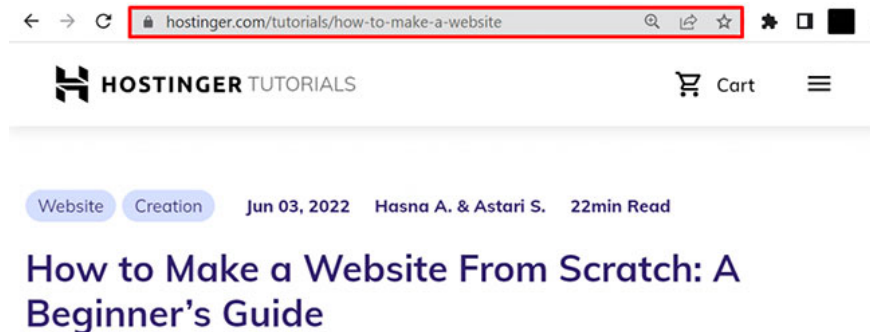 hostinger.com/tutorials/how-to-make-a-website
HOSTINGER TUTORIALS Cart
Website Creation Jun 03, 2022 Hasna A. & Astari S. 22min Read
How to Make a Website From Scratch: A
Beginner’s Guide